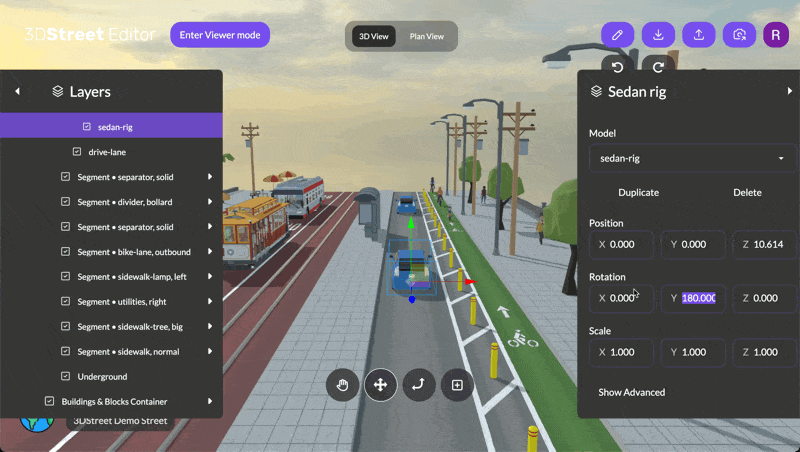 3DStreet Editor
Enter Viewer mode
3D View
Plan View
R
Layers
sedan-rig
drive-lane
Segment • separator, solid
Segment • divider, bollard
Segment • separator, solid
Segment • bike-lane, outbound
Segment • sidewalk-lamp, left
Segment • utilities, right
Segment • sidewalk-tree, big
Segment • sidewalk, normal
Underground
Buildings & Blocks Container
3DStreet Demo Street
Sedan rig
Model
sedan-rig
Duplicate
Delete
Position
X 0.000
Y 0.000
Z 10.614
Rotation
X 0.000
Y 180.000
Z 0.000
Scale
X 1.000
Y 1.000
Z 1.000
Show Advanced